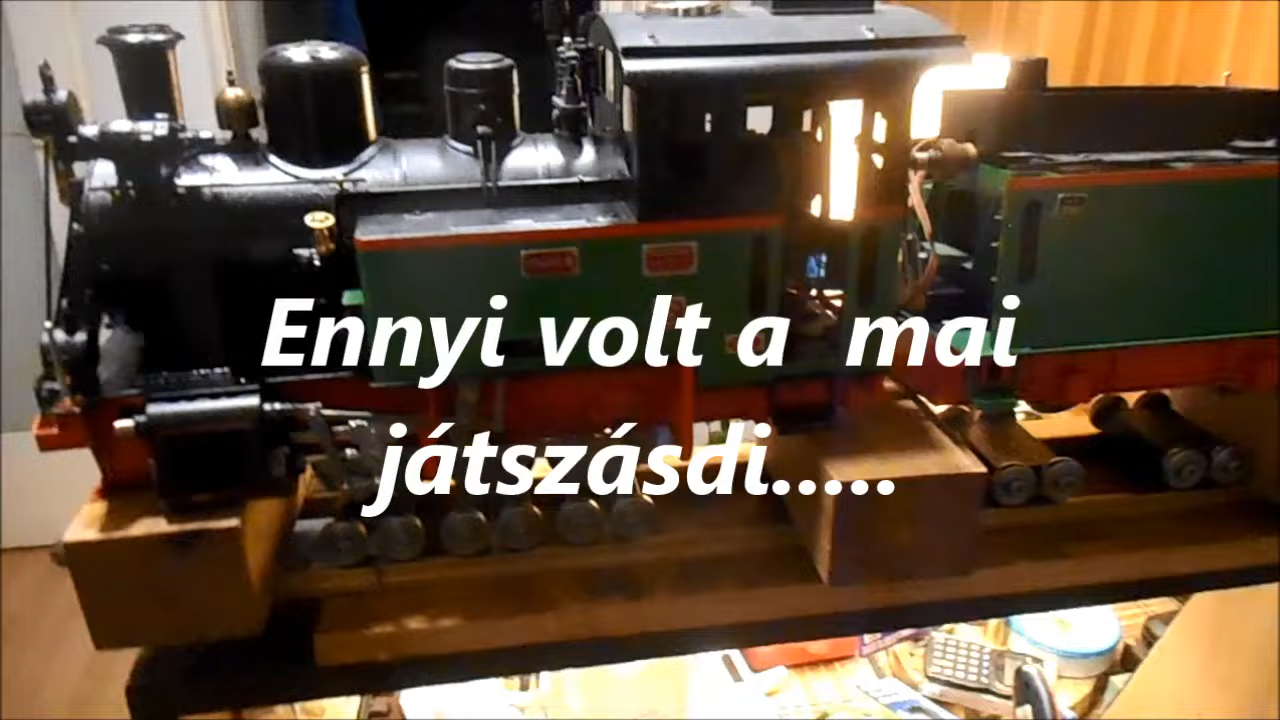 Ennyi volt a  mai
játszásdi.....